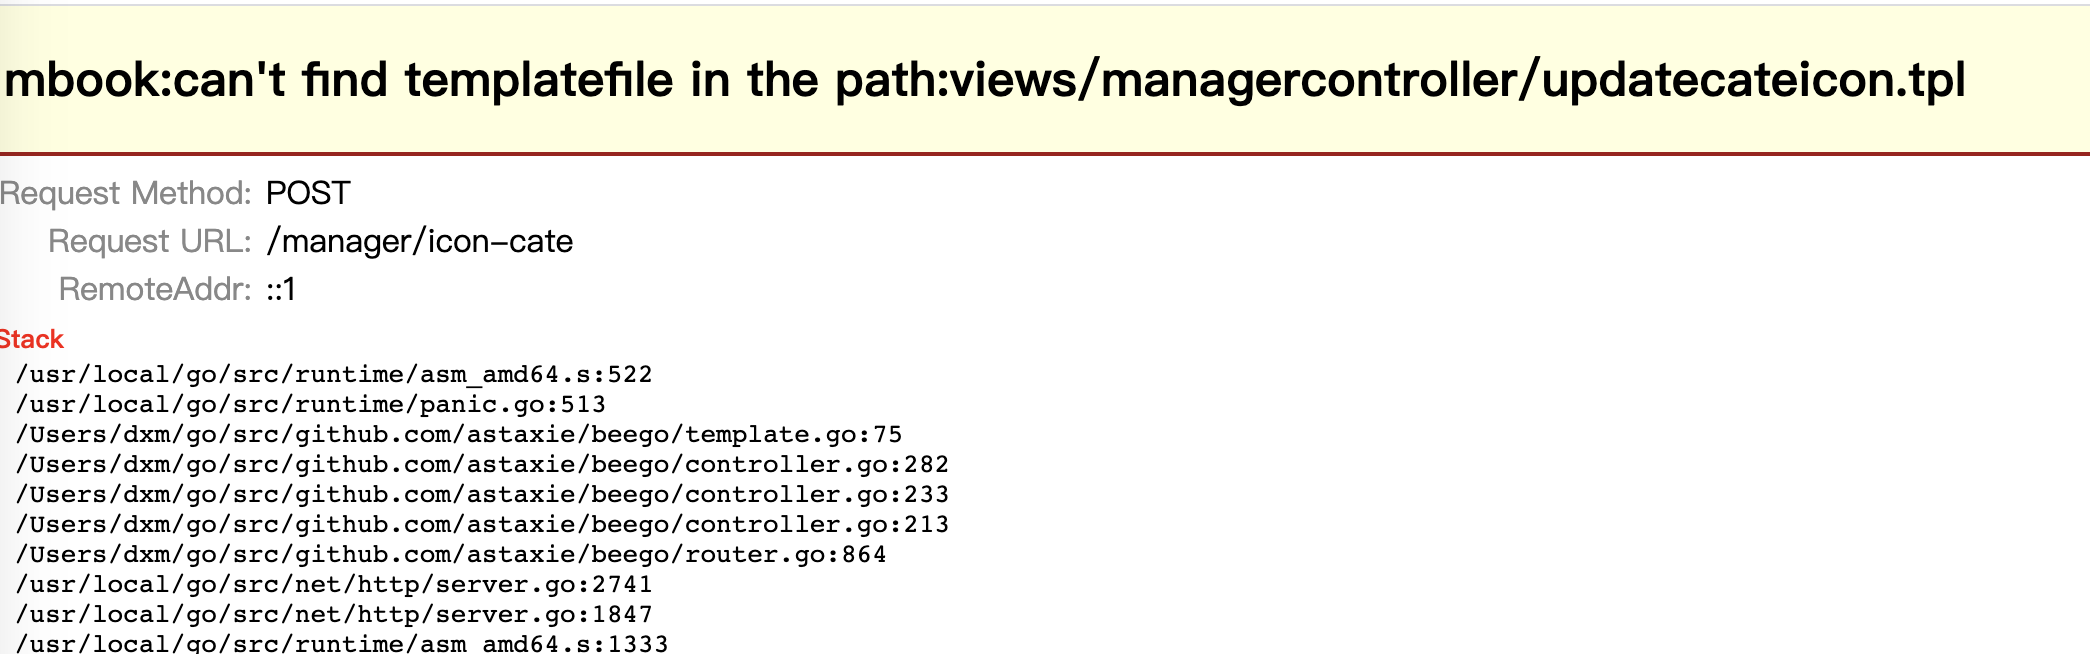 mbook:can't find templatefile in the path:views/managercontroller/updatecateicon.tpl
Request Method: POST
Request URL: /manager/icon-cate
RemoteAddr: ::1
Stack
/usr/local/go/src/runtime/asm_amd64.s:522
/usr/local/go/src/runtime/panic.go:513
/Users/dxm/go/src/github.com/astaxie/beego/template.go:75
/Users/dxm/go/src/github.com/astaxie/beego/controller.go:282
/Users/dxm/go/src/github.com/astaxie/beego/controller.go:233
/Users/dxm/go/src/github.com/astaxie/beego/controller.go:213
/Users/dxm/go/src/github.com/astaxie/beego/router.go:864
/usr/local/go/src/net/http/server.go:2741
/usr/local/go/src/net/http/server.go:1847
/usr/local/go/src/runtime/asm_amd64.s:1333